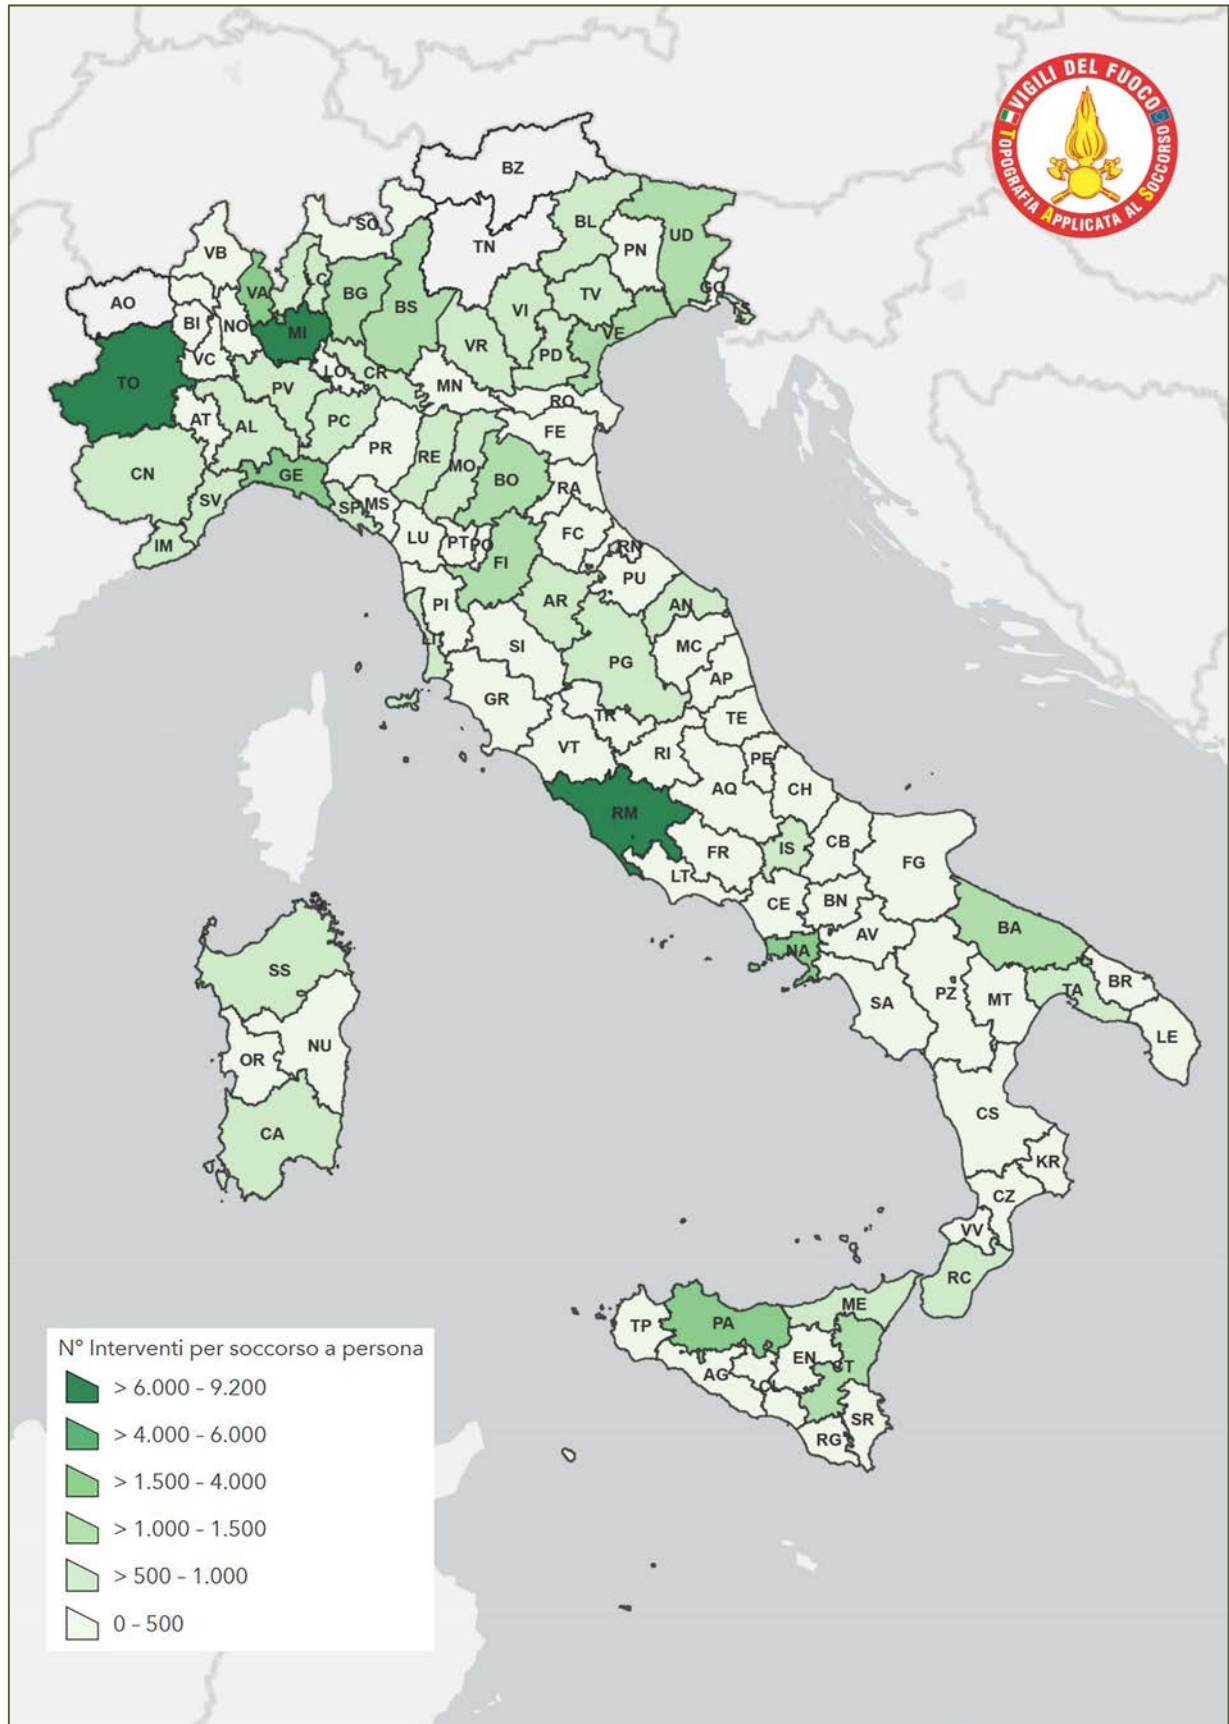 VIGILI DEL FUOCO
TOPOGRAFIA APPLICATA AL SOCCORSO
BZ
SO
TN
BL
PN
UD
VB
AO
VA
BG
BS
VI
TV
GO
TS
BI
NO
MI
VE
VC
LO
CR
VR
PD
TO
PV
MN
RO
AT
AL
PC
PR
FE
CN
GE
RE
MO
BO
SV
SP
MS
RA
IM
LU
PT
PO
FC
RN
FI
PU
PI
AR
AN
LI
SI
PG
MC
GR
AP
TR
TE
VT
RI
PE
AQ
CH
RM
FR
IS
CB
FG
LT
CE
BN
BA
NA
AV
SS
SA
PZ
MT
TA
BR
LE
OR
NU
CS
CA
KR
CZ
VV
RC
ME
TP
PA
EN
CT
AG
CL
SR
RG
N° Interventi per soccorso a persona
> 6.000 - 9.200
> 4.000 - 6.000
> 1.500 - 4.000
> 1.000 - 1.500
> 500 - 1.000
0 - 500